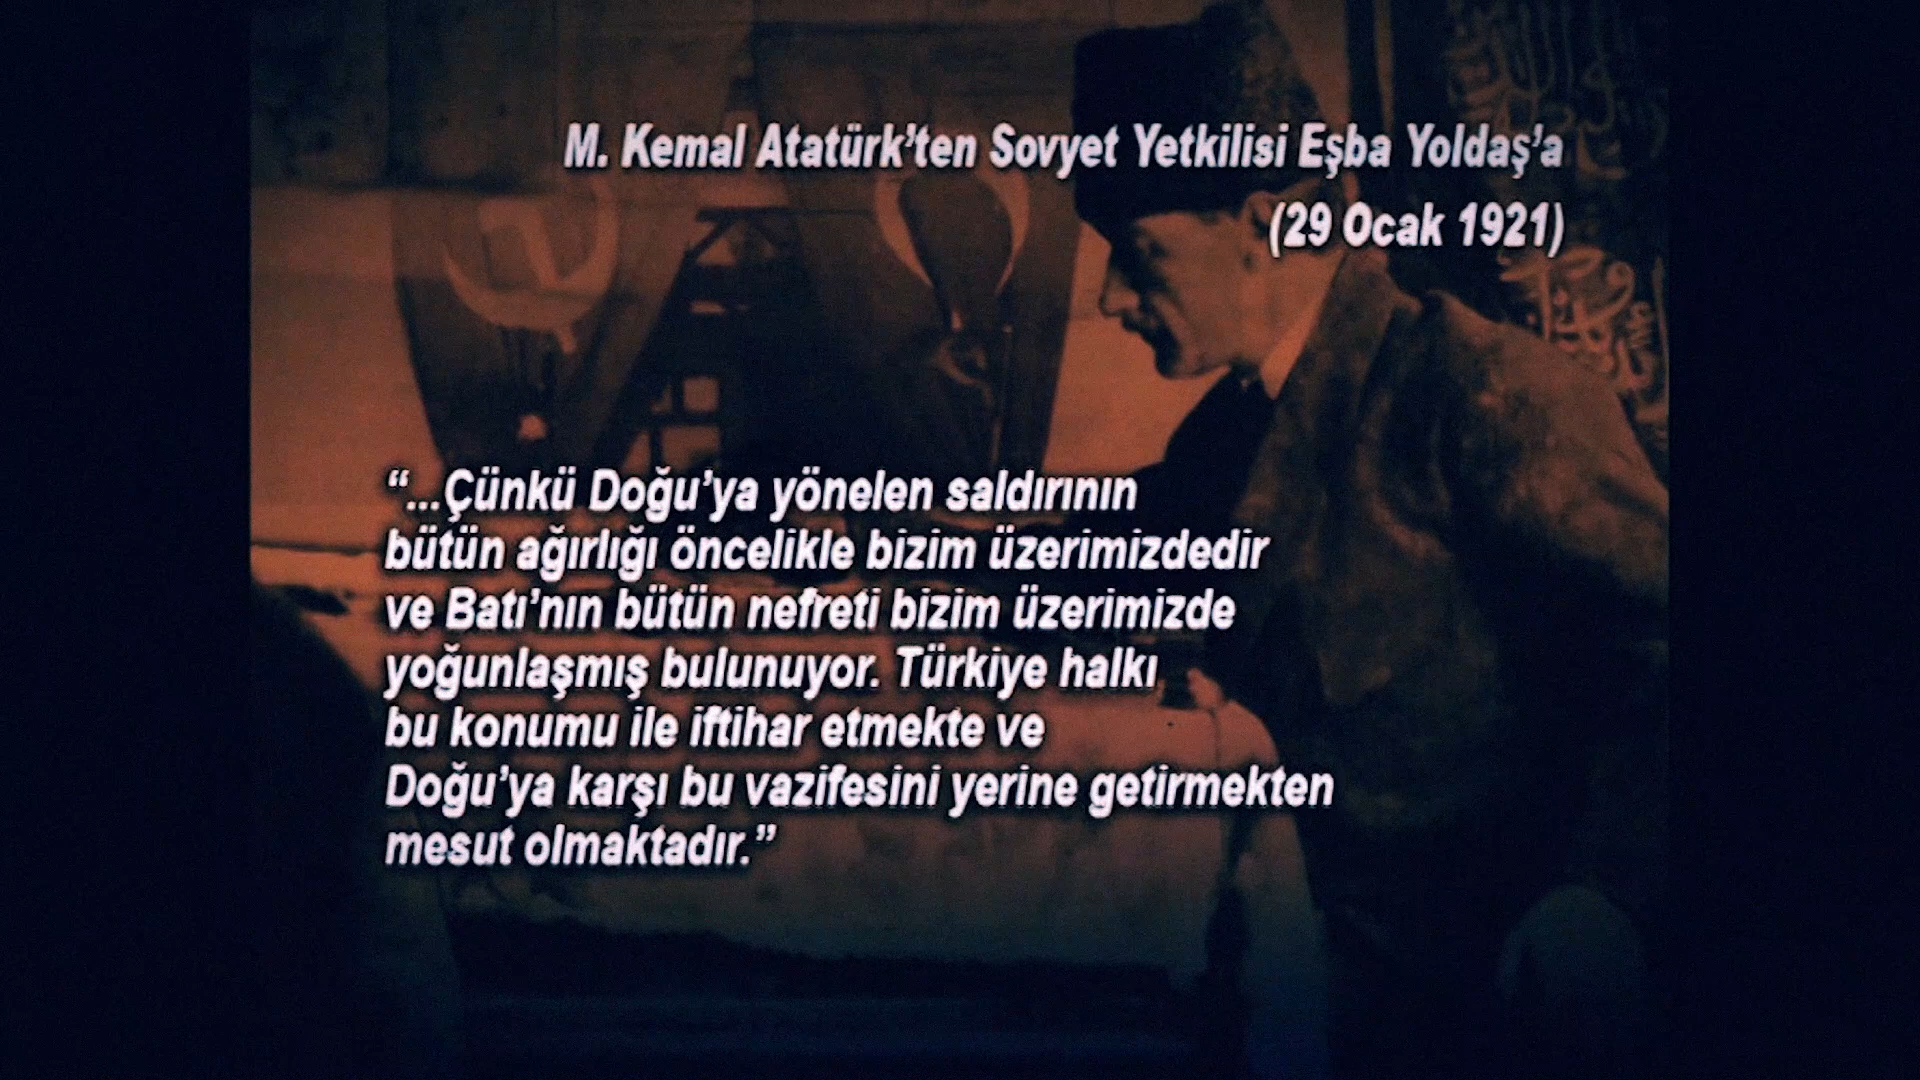 M. Kemal Atatürk’ten Sovyet Yetkilisi Eşba Yoldaş’a
(29 Ocak 1921)
“...Çünkü Doğu’ya yönelen saldırının
bütün ağırlığı öncelikle bizim üzerimizdedir
ve Batı’nın bütün nefreti bizim üzerimizde
yoğunlaşmış bulunuyor. Türkiye halkı
bu konumu ile iftihar etmekte ve
Doğu’ya karşı bu vazifesini yerine getirmekten
mesut olmaktadır.”